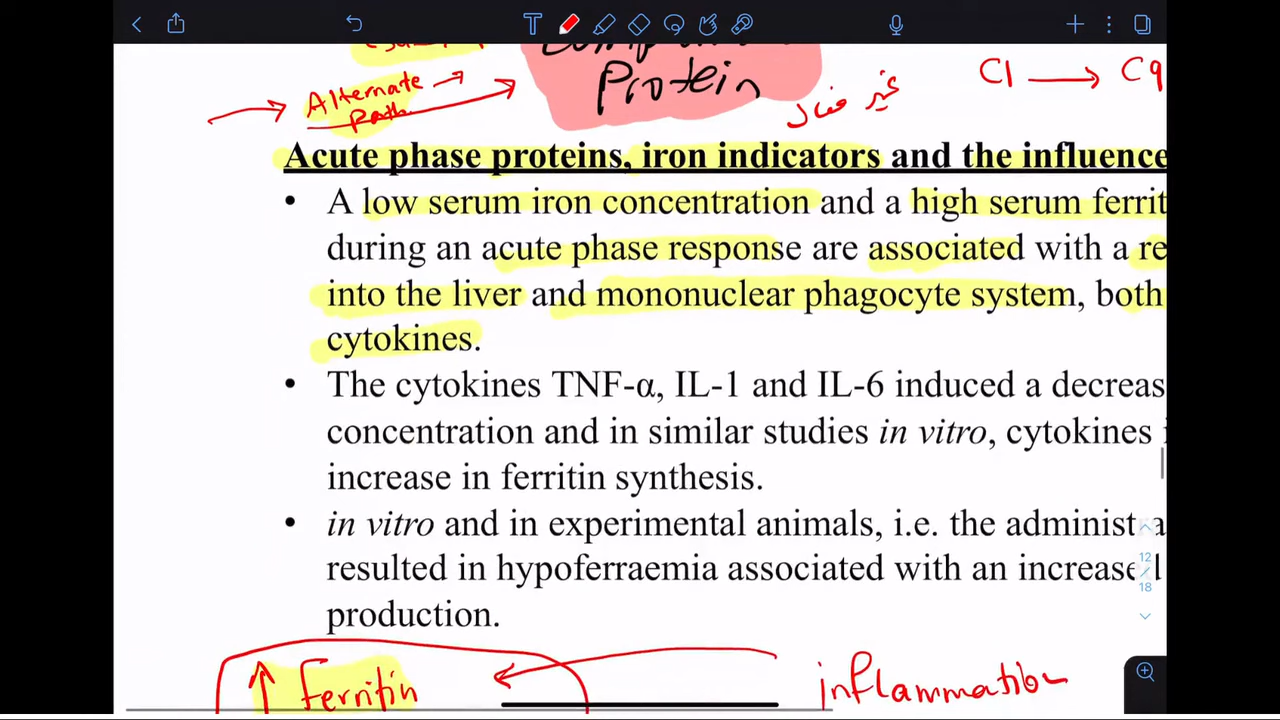 Protein
Alternate
Path
C1 → C9
غير فعال
Acute phase proteins, iron indicators and the influence
• A low serum iron concentration and a high serum ferrit
during an acute phase response are associated with a re
into the liver and mononuclear phagocyte system, both
cytokines.
• The cytokines TNF-α, IL-1 and IL-6 induced a decreas
concentration and in similar studies in vitro, cytokines i
increase in ferritin synthesis.
• in vitro and in experimental animals, i.e. the administ a
resulted in hypoferraemia associated with an increase l
production.
12
18
↑ Ferritin
inflammation